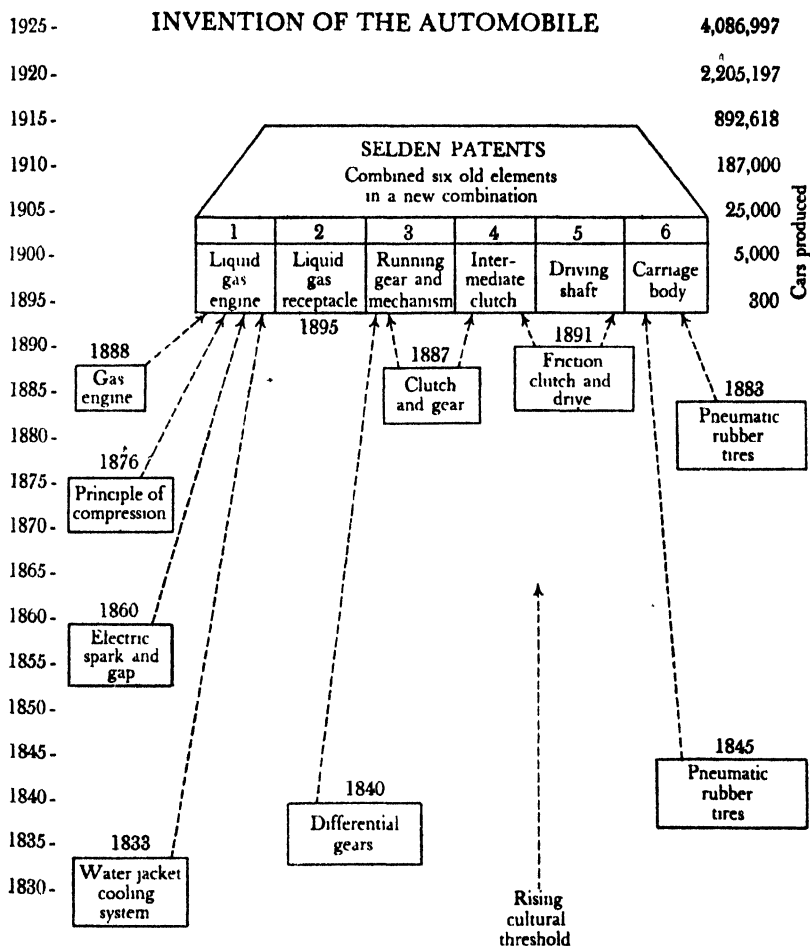 INVENTION OF THE AUTOMOBILE
1925-
1920-
1915-
1910-
1905-
1900-
1895-
1890-
1885-
1880-
1875-
1870-
1865-
1860-
1855-
1850-
1845-
1840-
1835-
1830-
4,086,997
2,205,197
892,618
187,000
25,000
5,000
300
Cars produced
SELDEN PATENTS
Combined six old elements
in a new combination
1
Liquid
gas
engine
2
Liquid
gas
receptacle
3
Running
gear and
mechanism
4
Inter-
mediate
clutch
5
Driving
shaft
6
Carriage
body
1895
1888
Gas
engine
1887
Clutch
and gear
1891
Friction
clutch and
drive
1883
Pneumatic
rubber
tires
1876
Principle of
compression
1860
Electric
spark and
gap
1845
Pneumatic
rubber
tires
1840
Differential
gears
1833
Water jacket
cooling
system
Rising
cultural
threshold